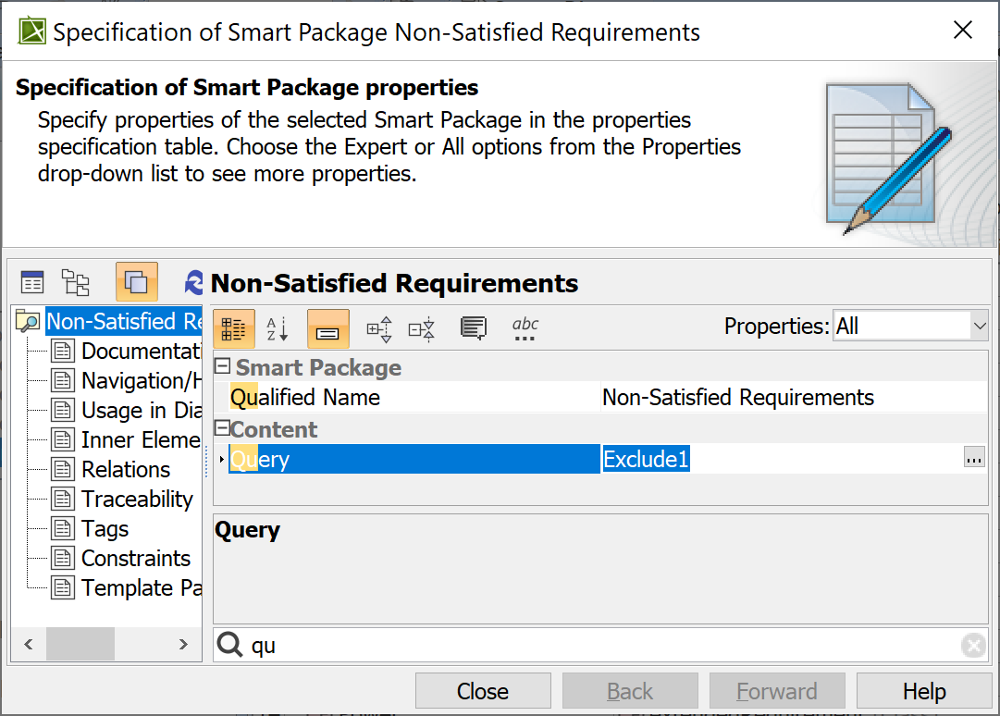 Specification of Smart Package Non-Satisfied Requirements
Specification of Smart Package properties
Specify properties of the selected Smart Package in the properties
specification table. Choose the Expert or All options from the Properties
drop-down list to see more properties.
Non-Satisfied Re
Documentati
Navigation/H
Usage in Dia
Inner Eleme
Relations
Traceability
Tags
Constraints
Template Pa
Non-Satisfied Requirements
A Z
abc
Properties: All
Smart Package
Qualified Name Non-Satisfied Requirements
Content
Query Exclude1 ...
Query
qu
Close Back Forward Help